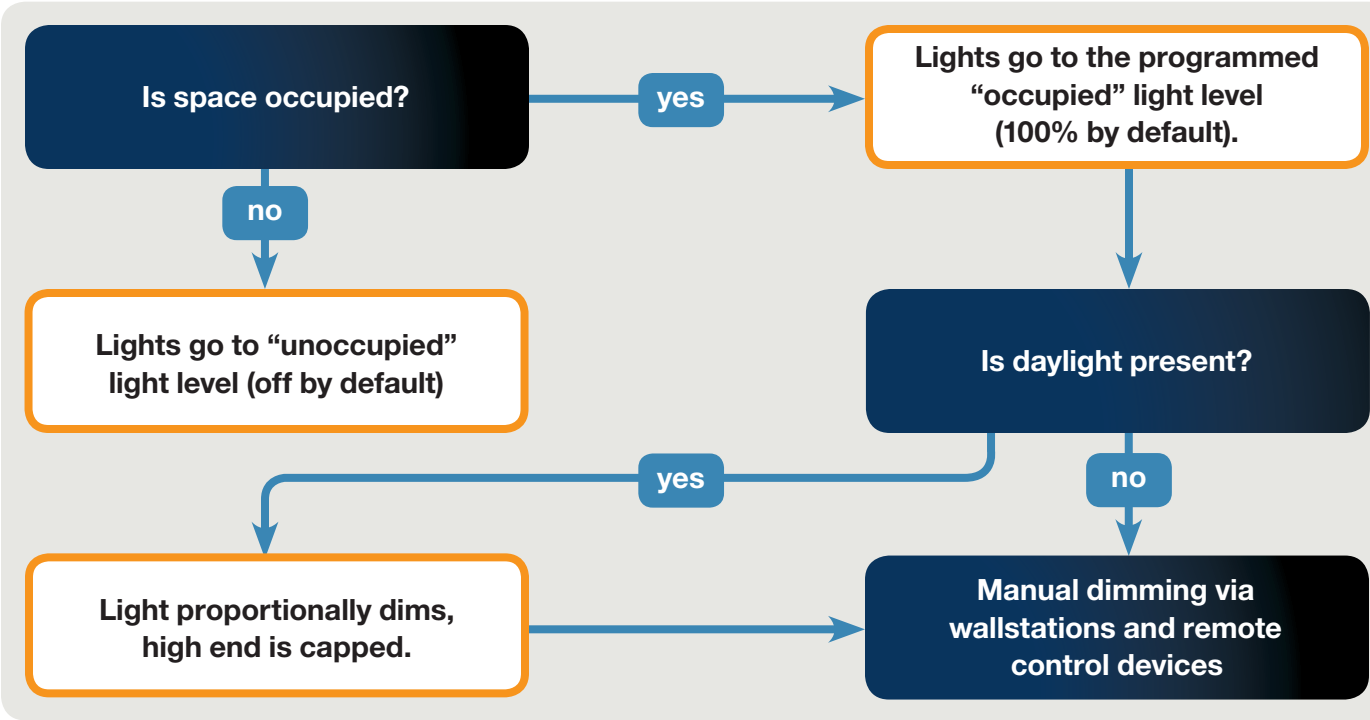 Is space occupied?
yes
Lights go to the programmed
“occupied” light level
(100% by default).
no
Lights go to “unoccupied”
light level (off by default)
Is daylight present?
yes
no
Light proportionally dims,
high end is capped.
Manual dimming via
wallstations and remote
control devices